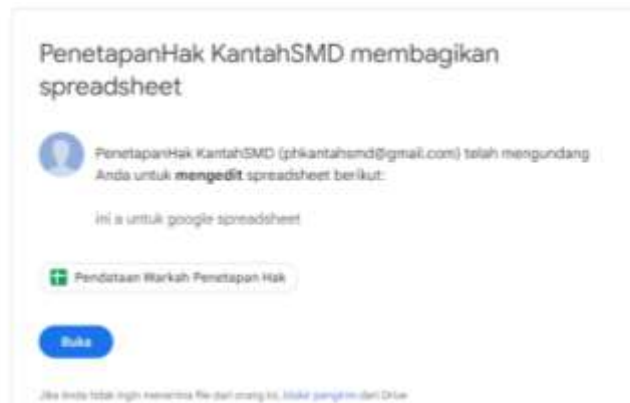 PenetapanHak KantahSMD membagikan
spreadsheet
PenetapanHak KantahSMD (phkantahsmd@gmail.com) telah mengundang
Anda untuk mengedit spreadsheet berikut:
ini a untuk google spreadsheet
Pendataan Warkah Penetapan Hak
Buka
Jika Anda tidak ingin menerima file dari orang ini, blokir pengirim dari Drive